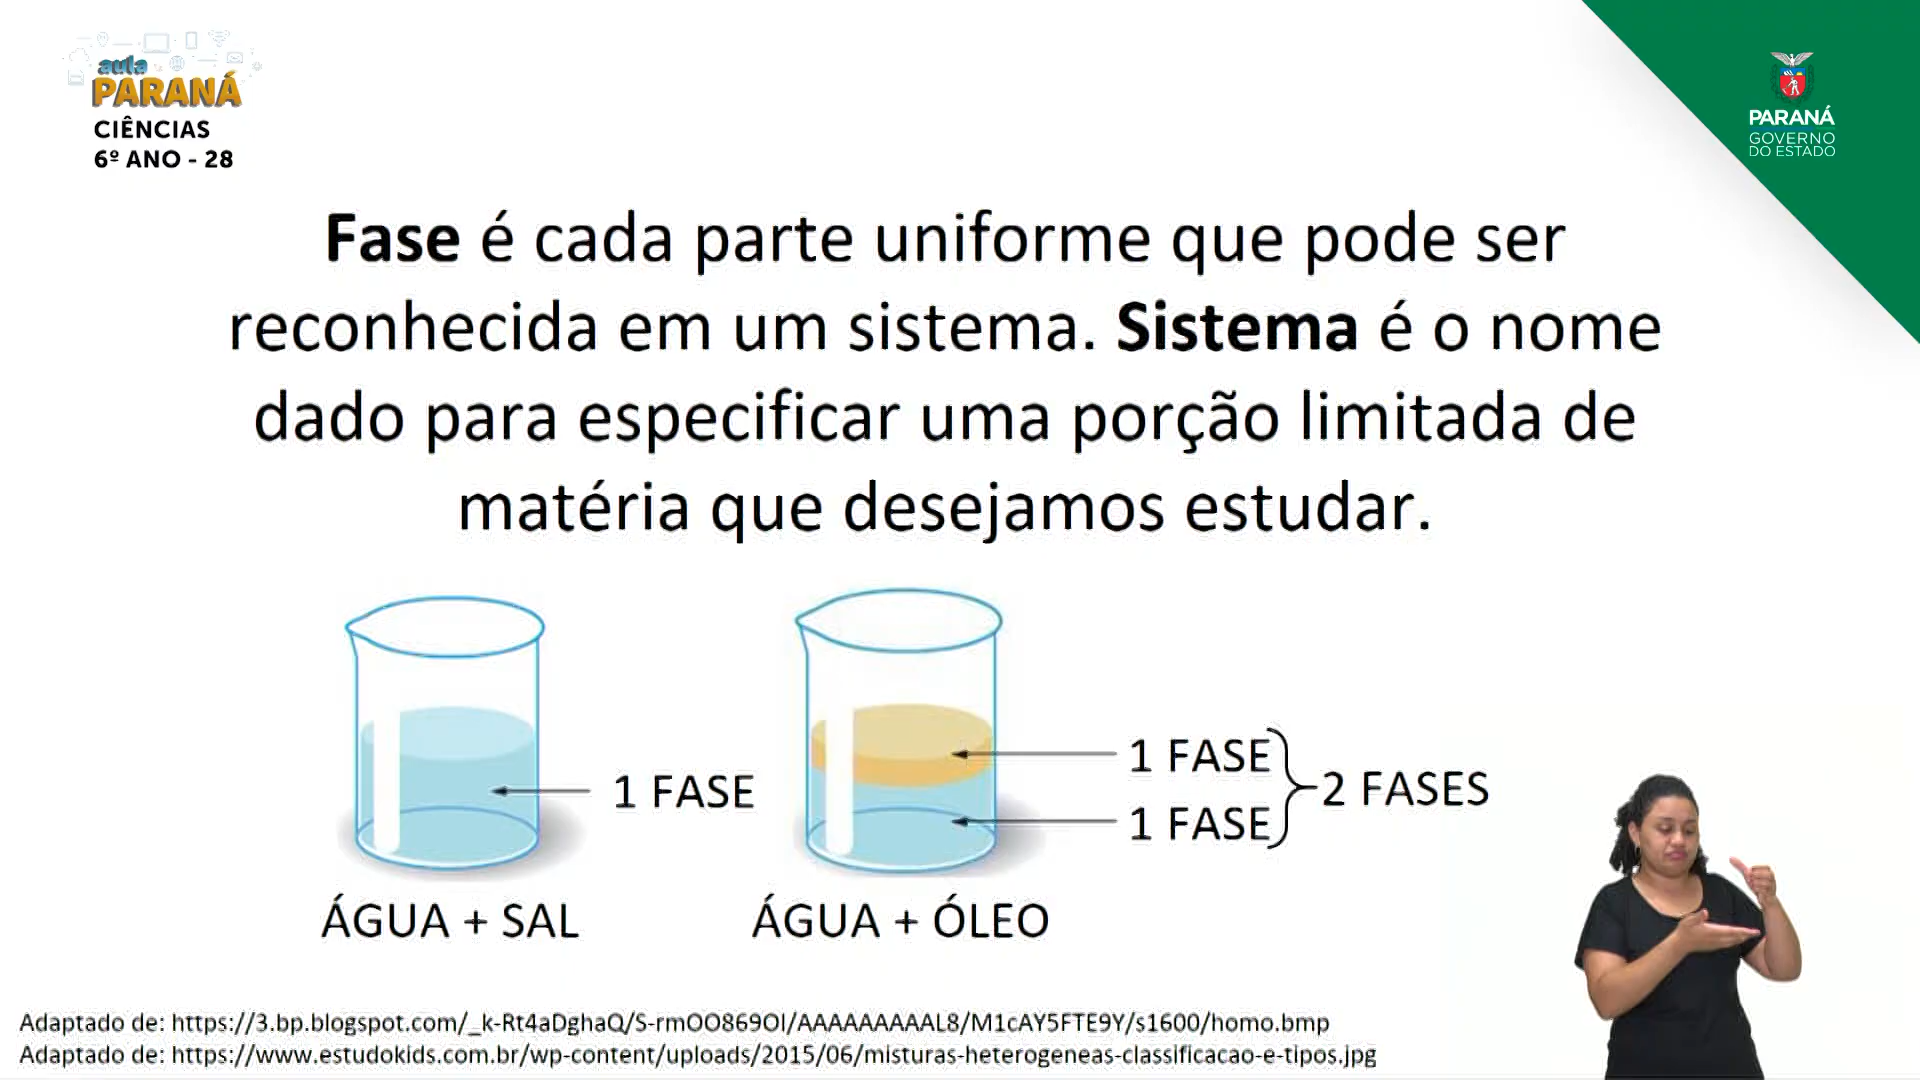 aula
PARANÁ
CIÊNCIAS
6º ANO - 28
PARANÁ
GOVERNO
DO ESTADO
Fase é cada parte uniforme que pode ser
reconhecida em um sistema. Sistema é o nome
dado para especificar uma porção limitada de
matéria que desejamos estudar.
1 FASE
1 FASE
1 FASE
2 FASES
ÁGUA + SAL
ÁGUA + ÓLEO
Adaptado de: https://3.bp.blogspot.com/_k-Rt4aDghaQ/S-rmOO869OI/AAAAAAAAAL8/M1cAY5FTE9Y/s1600/homo.bmp
Adaptado de: https://www.estudokids.com.br/wp-content/uploads/2015/06/misturas-heterogeneas-classificacao-e-tipos.jpg